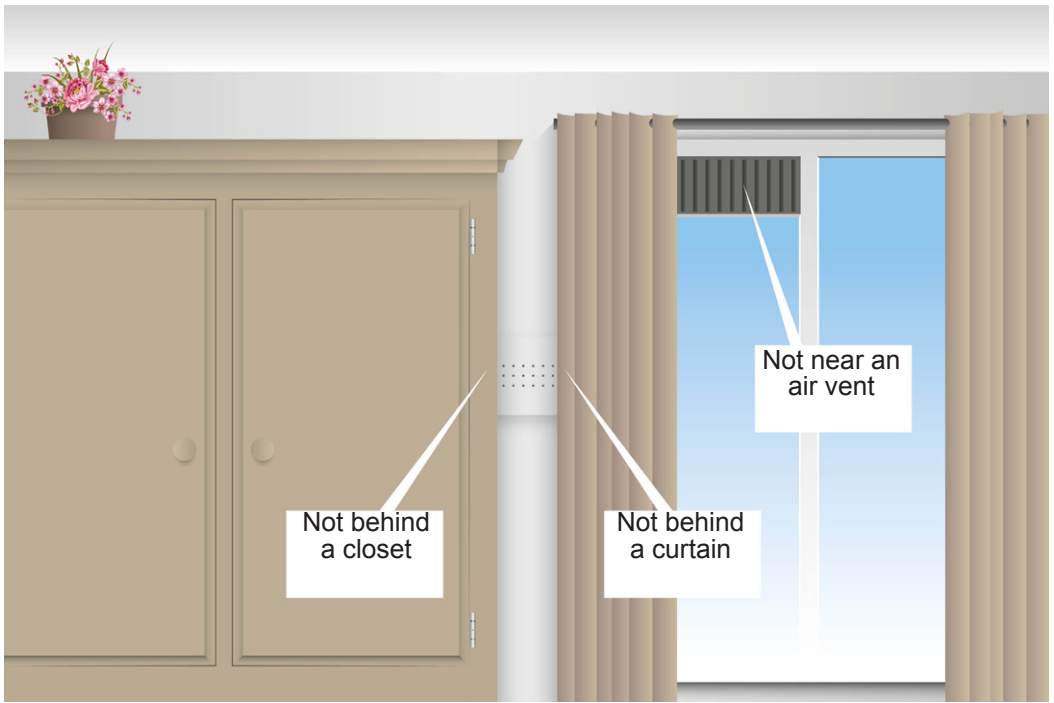 Not near an
air vent
Not behind
a closet
Not behind
a curtain